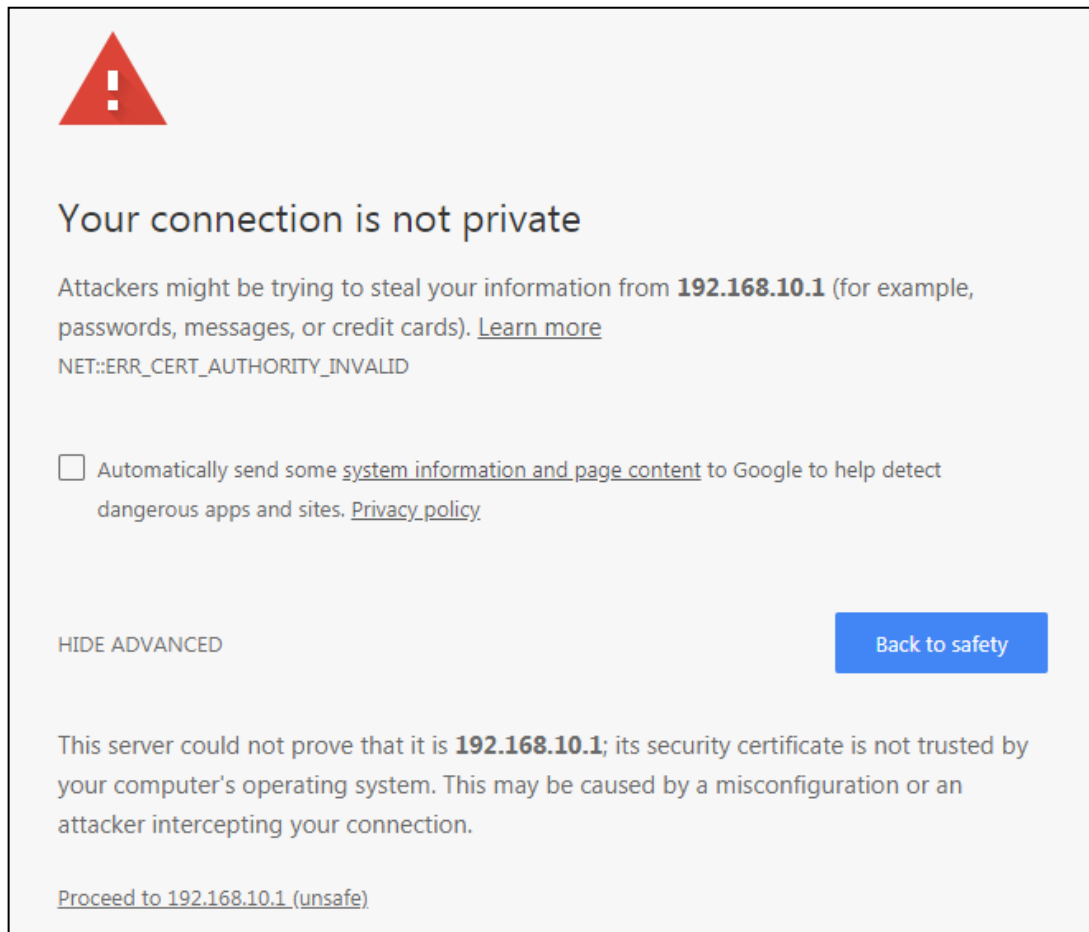 !
Your connection is not private
Attackers might be trying to steal your information from 192.168.10.1 (for example,
passwords, messages, or credit cards). Learn more
NET::ERR_CERT_AUTHORITY_INVALID
Automatically send some system information and page content to Google to help detect
dangerous apps and sites. Privacy policy
HIDE ADVANCED
Back to safety
This server could not prove that it is 192.168.10.1; its security certificate is not trusted by
your computer's operating system. This may be caused by a misconfiguration or an
attacker intercepting your connection.
Proceed to 192.168.10.1 (unsafe)